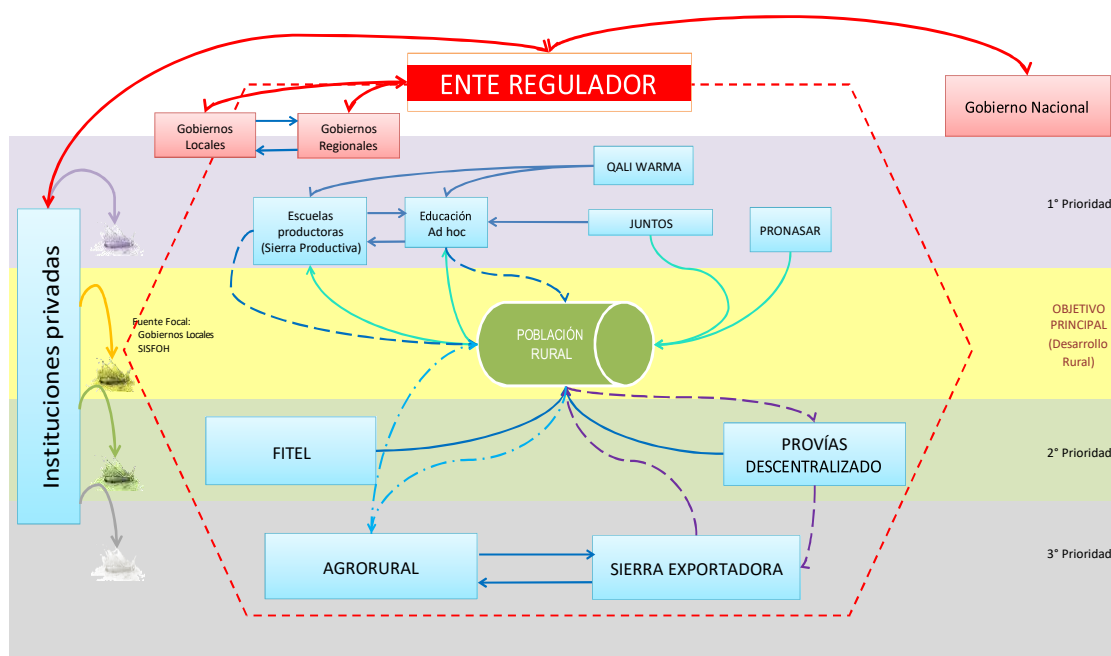 ENTE REGULADOR
Gobierno Nacional
Gobiernos
Locales
Gobiernos
Regionales
QALI WARMA
1° Prioridad
Escuelas
productoras
(Sierra Productiva)
Educación
Ad hoc
JUNTOS
PRONASAR
Instituciones privadas
Fuente Focal:
Gobiernos Locales
SISFOH
POBLACIÓN
RURAL
OBJETIVO
PRINCIPAL
(Desarrollo
Rural)
FITEL
PROVÍAS
DESCENTRALIZADO
2° Prioridad
AGRORURAL
SIERRA EXPORTADORA
3° Prioridad